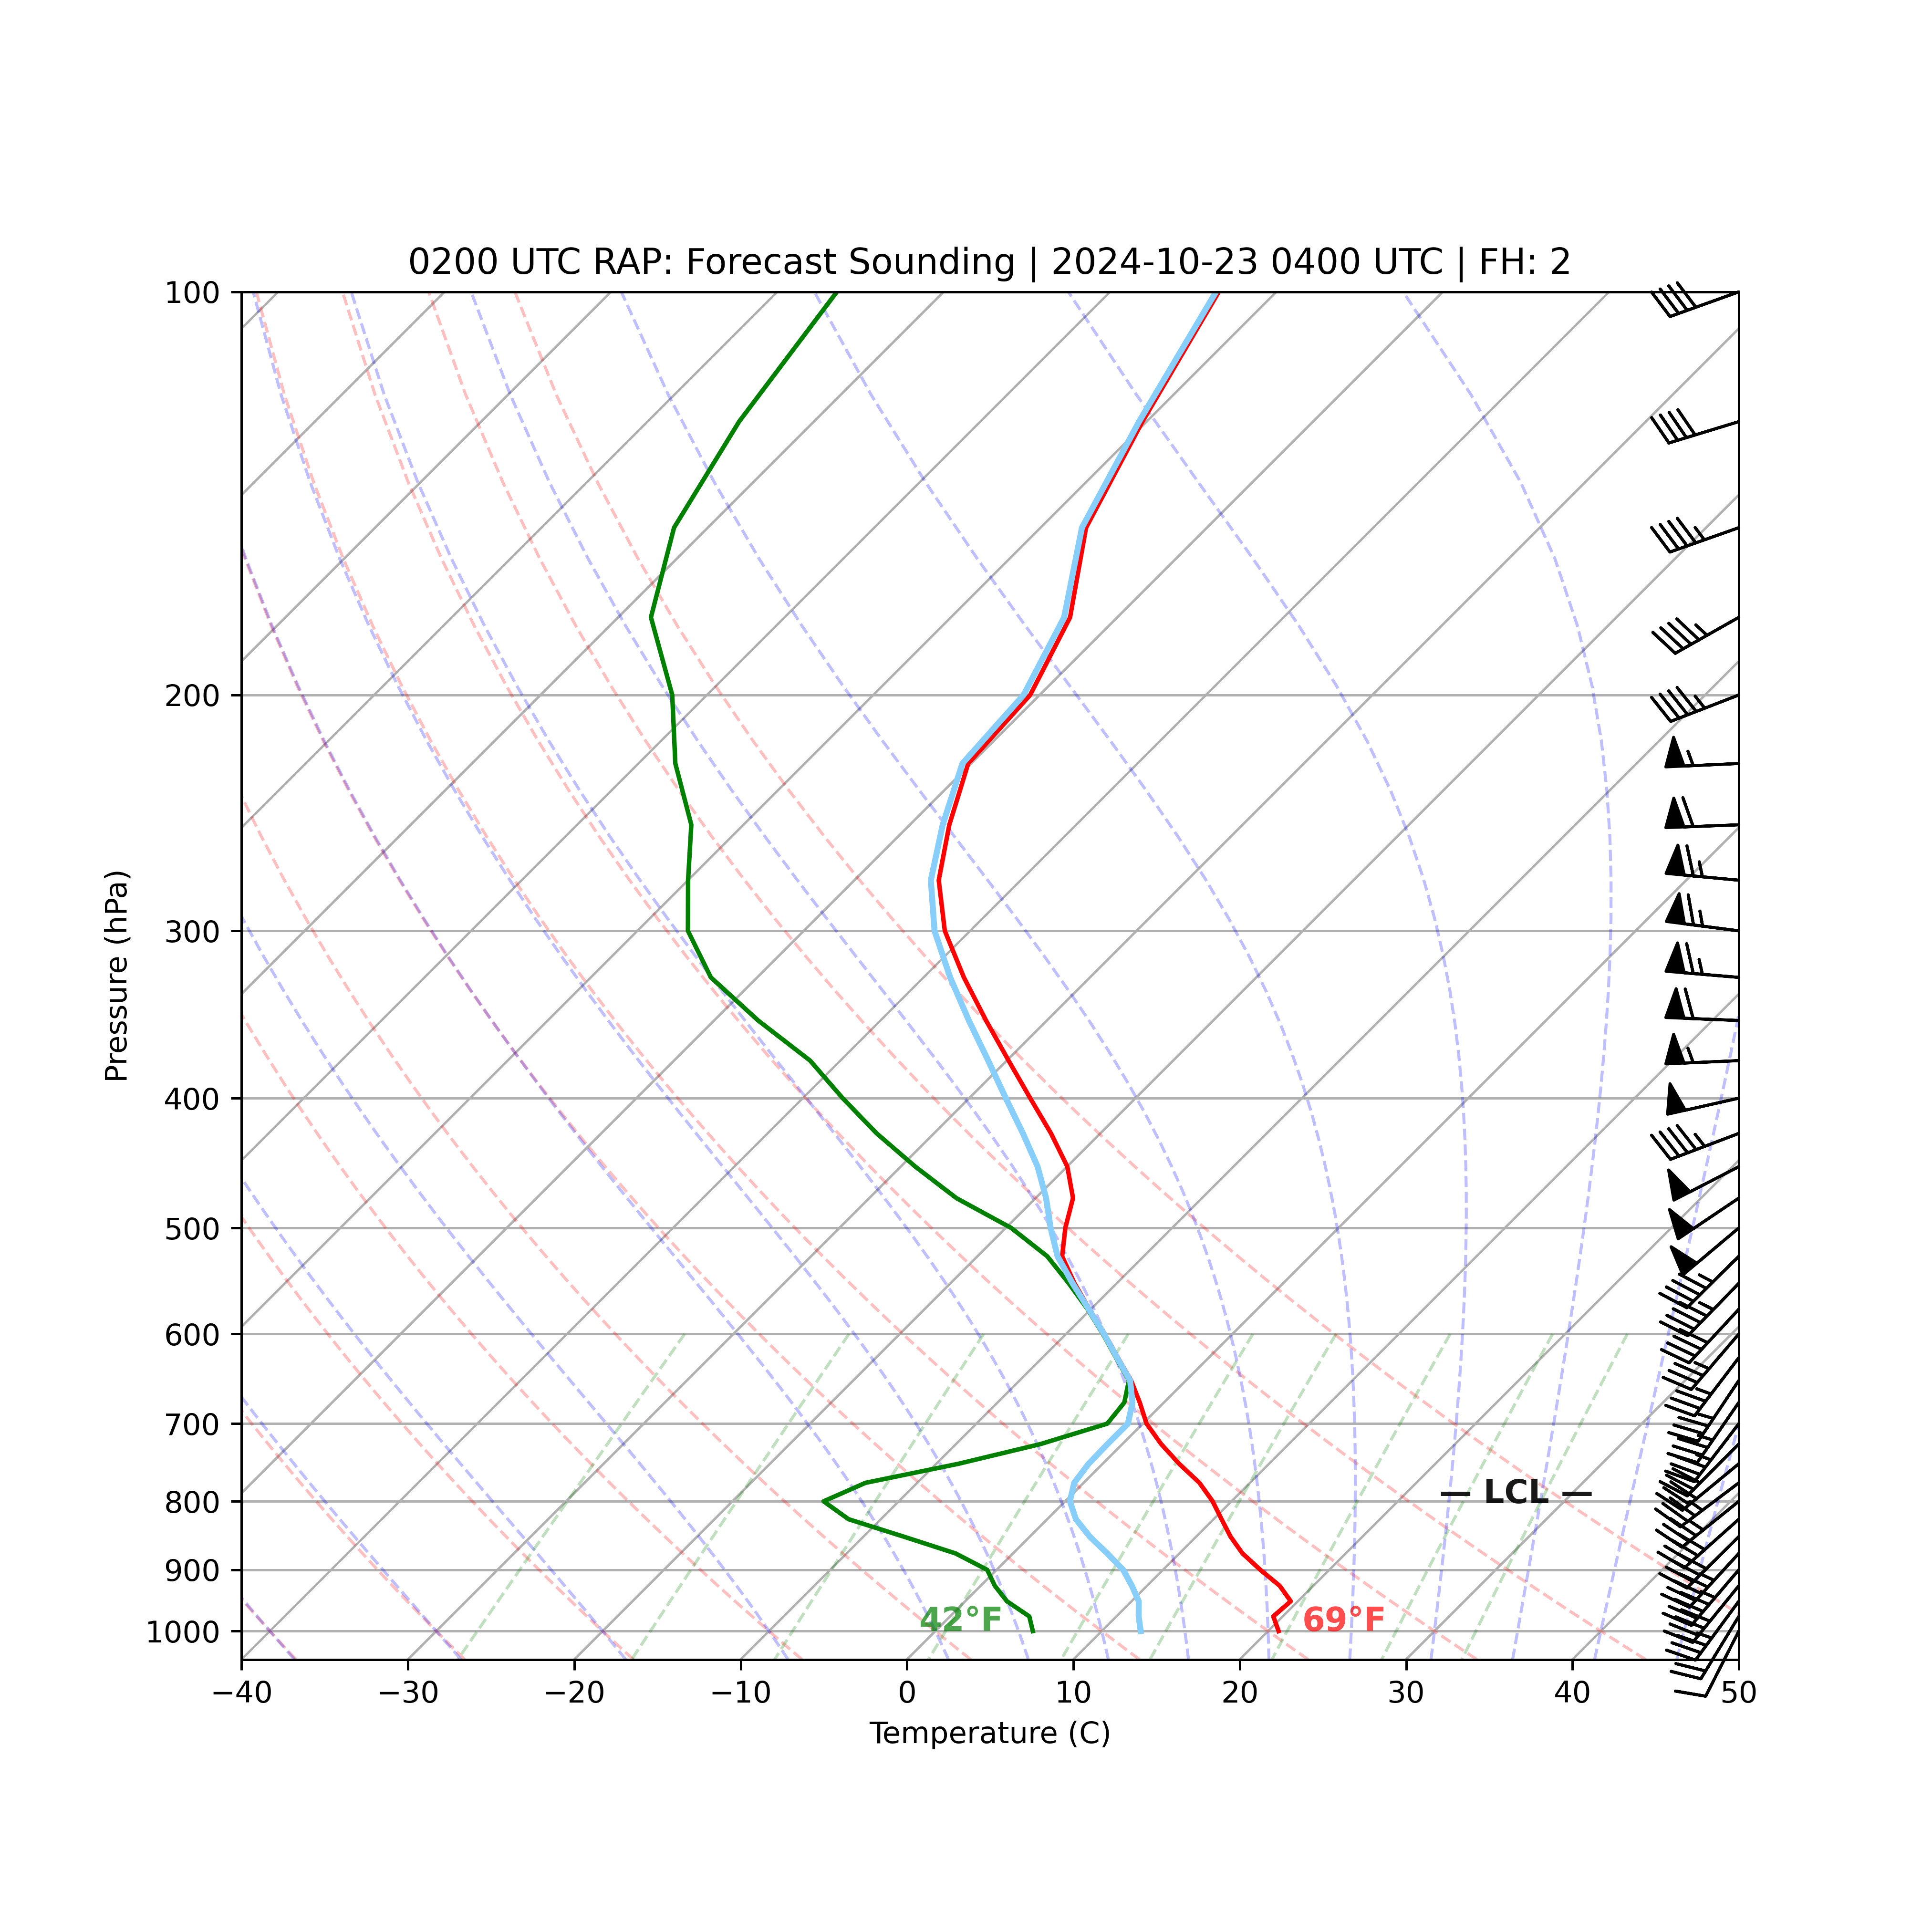 0200 UTC RAP: Forecast Sounding | 2024-10-23 0400 UTC | FH: 2
100
200
300
400
500
600
700
800
900
1000
Pressure (hPa)
— LCL —
42°F
69°F
−40 −30 −20 −10 0 10 20 30 40 50
Temperature (C)